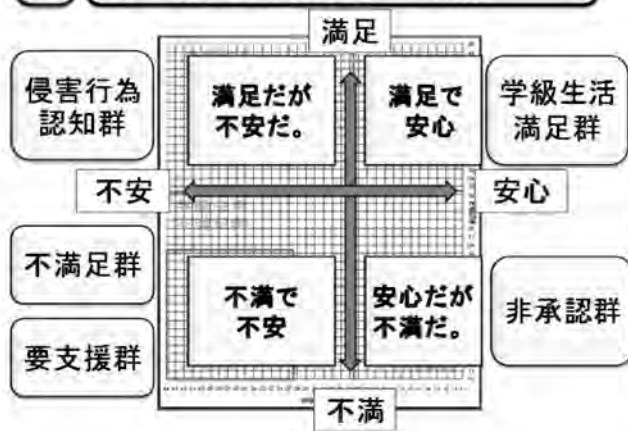 満足
侵害行為
認知群
満足だが
不安だ。
満足で
安心
学級生活
満足群
不安
安心
不満足群
要支援群
不満で
不安
安心だが
不満だ。
非承認群
不満